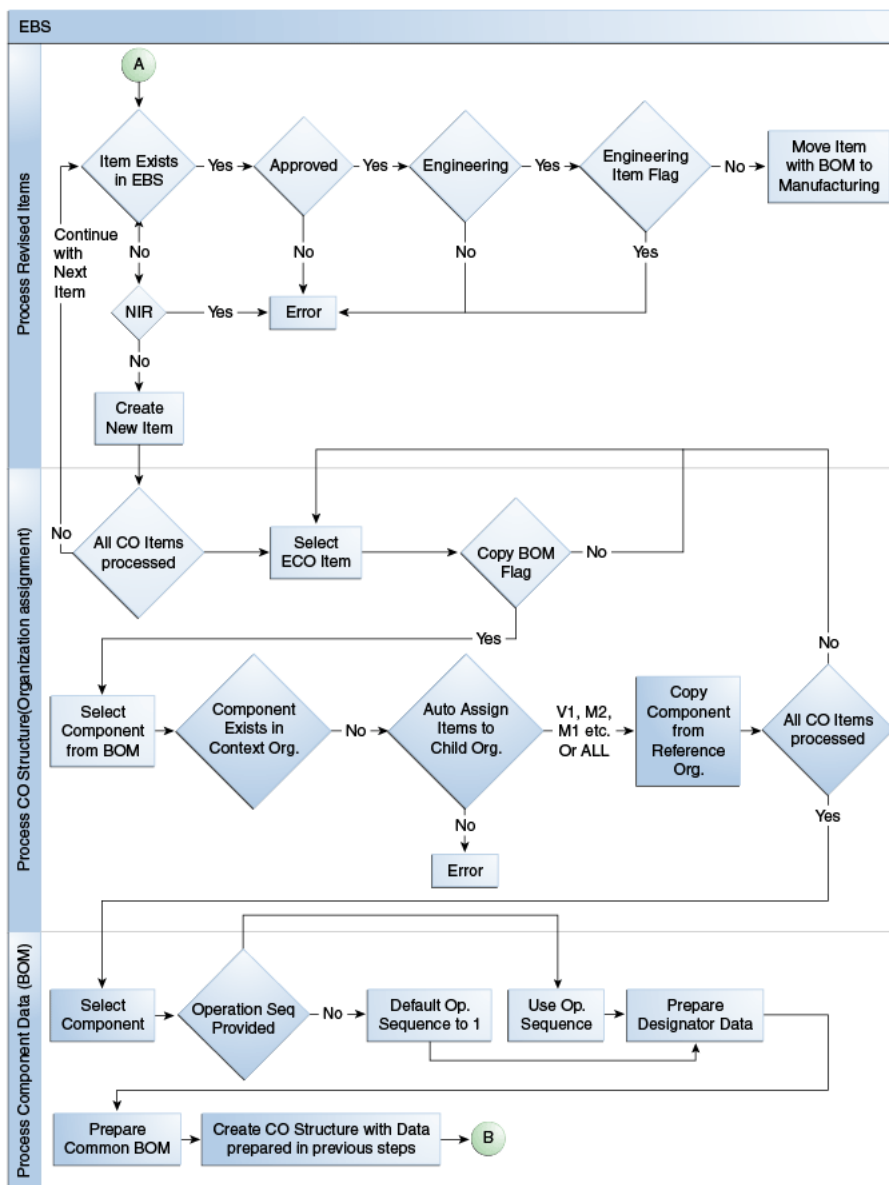 EBS
Process Revised Items
A
Item Exists
in EBS
Yes
Approved
Yes
Engineering
Yes
Engineering
Item Flag
No
Move Item
with BOM to
Manufacturing
Continue
with
Next
Item
No
No
No
Yes
NIR
Yes
Error
No
Create
New Item
Process CO Structure(Organization assignment)
No
All CO Items
processed
Select
ECO Item
Copy BOM
Flag
No
Yes
No
Select
Component
from BOM
Component
Exists in
Context Org.
No
Auto Assign
Items to
Child Org.
V1, M2,
M1 etc.
Or ALL
Copy
Component
from
Reference
Org.
All CO Items
processed
No
Yes
Error
Process Component Data (BOM)
Select
Component
Operation Seq
Provided
No
Default Op.
Sequence to 1
Use Op.
Sequence
Prepare
Designator Data
Prepare
Common BOM
Create CO Structure with Data
prepared in previous steps
B